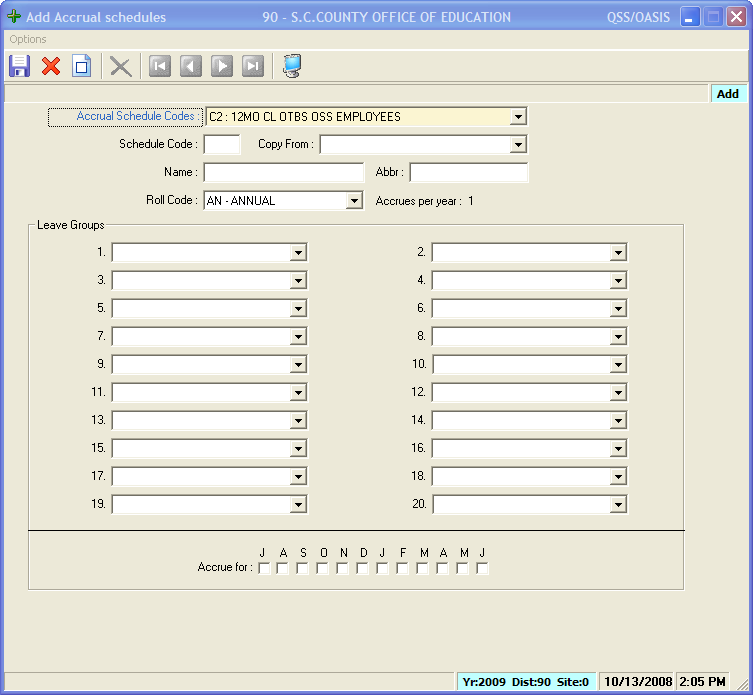 Add Accrual schedules 90 - S.C.COUNTY OFFICE OF EDUCATION QSS/OASIS
Options
Add
Accrual Schedule Codes : C2 : 12MO CL OTBS OSS EMPLOYEES
Schedule Code : Copy From :
Name : Abbr :
Roll Code : AN - ANNUAL Accrues per year : 1
Leave Groups
1. 2.
3. 4.
5. 6.
7. 8.
9. 10.
11. 12.
13. 14.
15. 16.
17. 18.
19. 20.
J A S O N D J F M A M J
Accrue for :
Yr:2009 Dist:90 Site:0 10/13/2008 2:05 PM